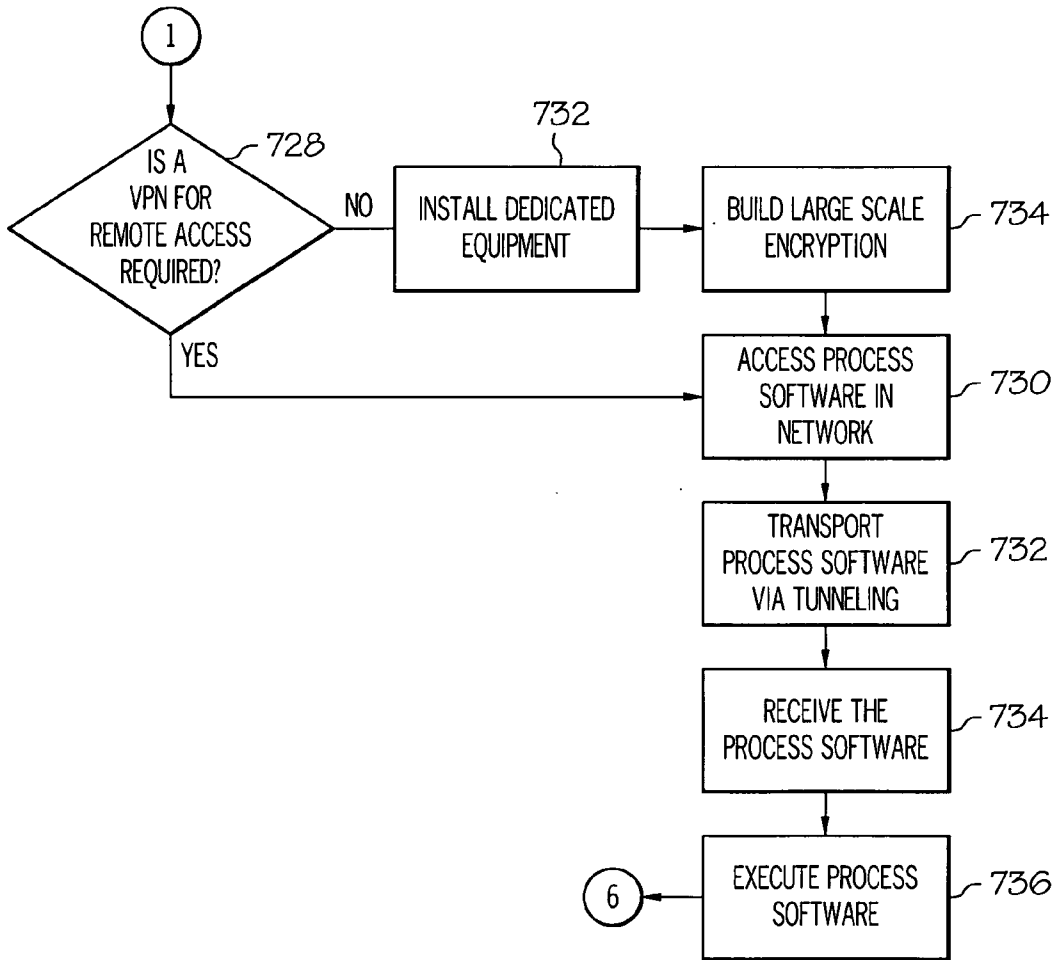 1
728
IS A
VPN FOR
REMOTE ACCESS
REQUIRED?
NO
YES
732
INSTALL DEDICATED
EQUIPMENT
BUILD LARGE SCALE
ENCRYPTION
734
ACCESS PROCESS
SOFTWARE IN
NETWORK
730
TRANSPORT
PROCESS SOFTWARE
VIA TUNNELING
732
RECEIVE THE
PROCESS SOFTWARE
734
EXECUTE PROCESS
SOFTWARE
736
6